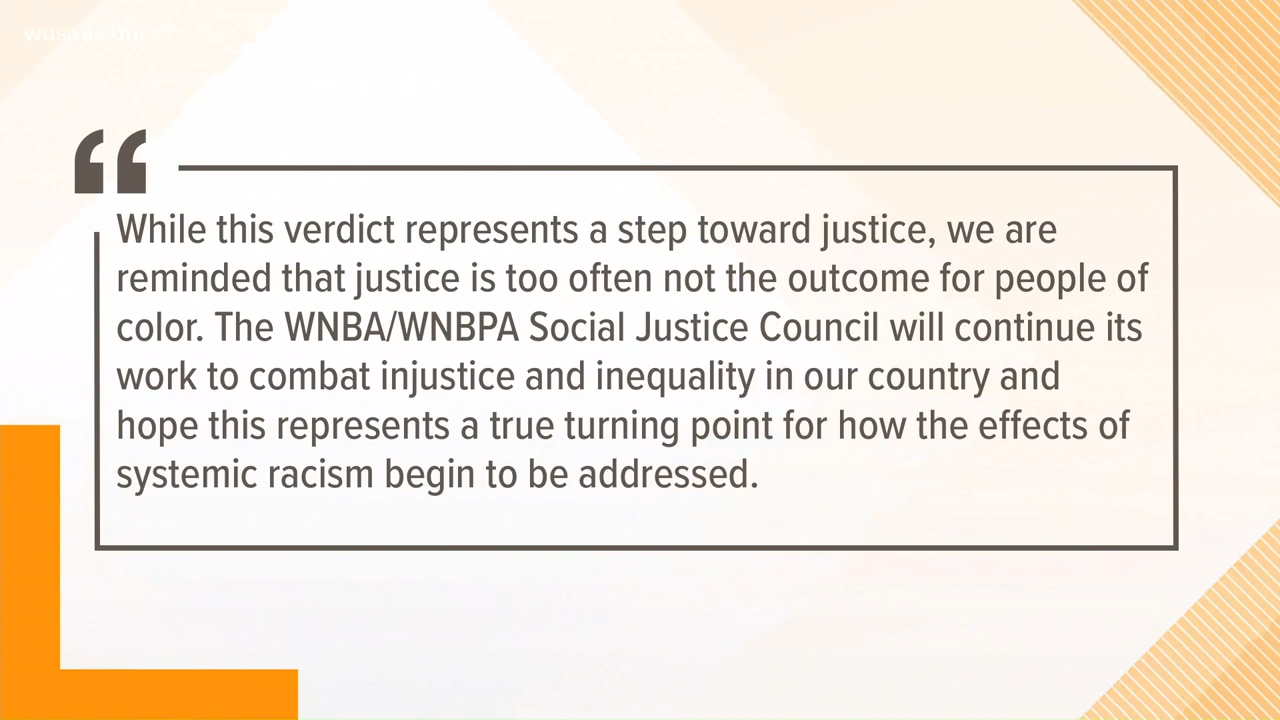 “
While this verdict represents a step toward justice, we are
reminded that justice is too often not the outcome for people of
color. The WNBA/WNBPA Social Justice Council will continue its
work to combat injustice and inequality in our country and
hope this represents a true turning point for how the effects of
systemic racism begin to be addressed.